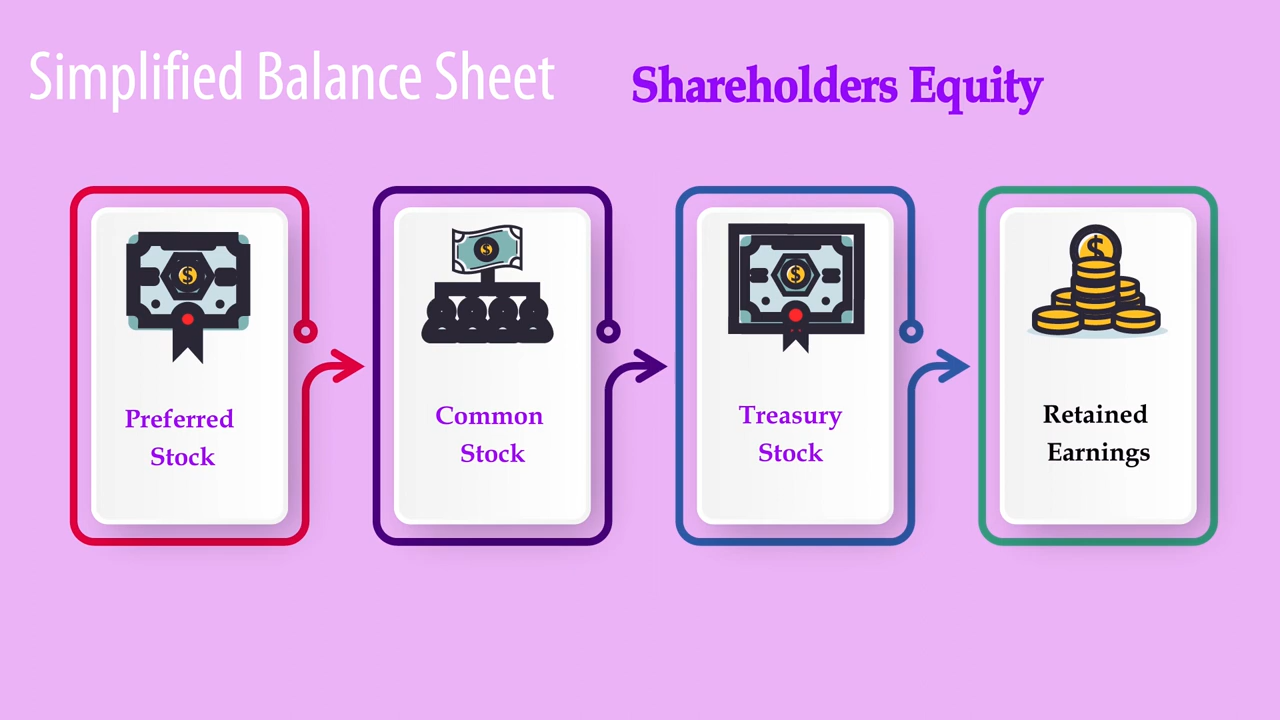 Simplified Balance Sheet
Shareholders Equity
$
Preferred
Stock
$
Common
Stock
$
Treasury
Stock
$
Retained
Earnings